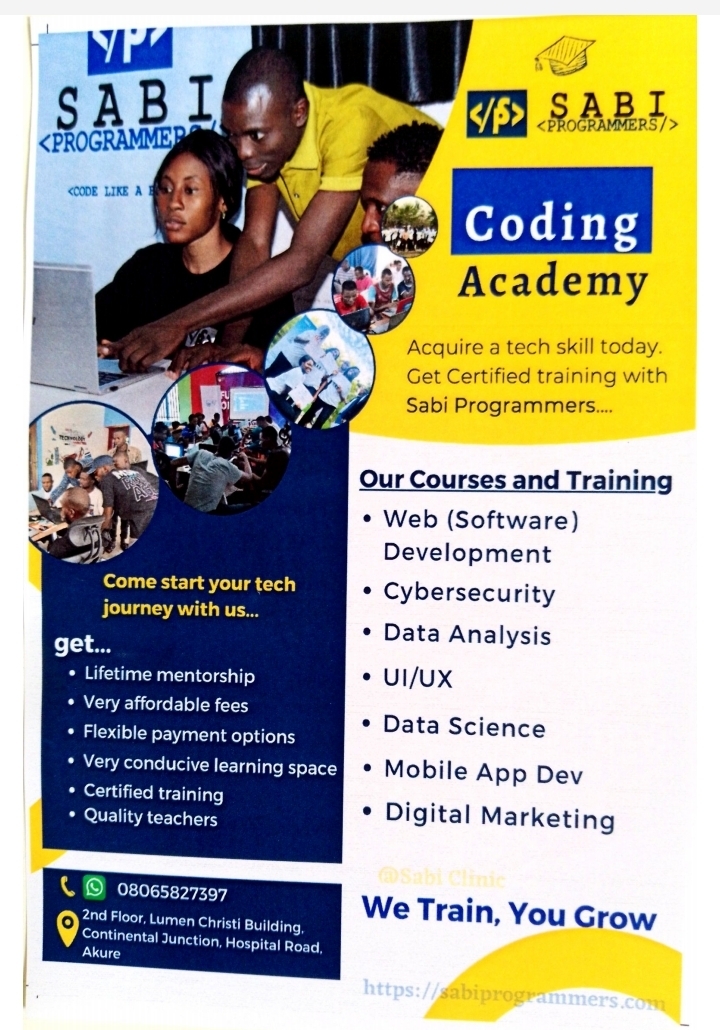 </p>
SABI
<PROGRAMMERS/>
<CODE LIKE A
</p>
SABI
<PROGRAMMERS/>
Coding
Academy
Acquire a tech skill today.
Get Certified training with
Sabi Programmers....
Our Courses and Training
• Web (Software)
Development
• Cybersecurity
• Data Analysis
• UI/UX
• Data Science
• Mobile App Dev
• Digital Marketing
Come start your tech
journey with us...
get...
• Lifetime mentorship
• Very affordable fees
• Flexible payment options
• Very conducive learning space
• Certified training
• Quality teachers
08065827397
2nd Floor, Lumen Christi Building,
Continental Junction, Hospital Road,
Akure
@Sabi Clinic
We Train, You Grow
https://sabiprogrammers.com